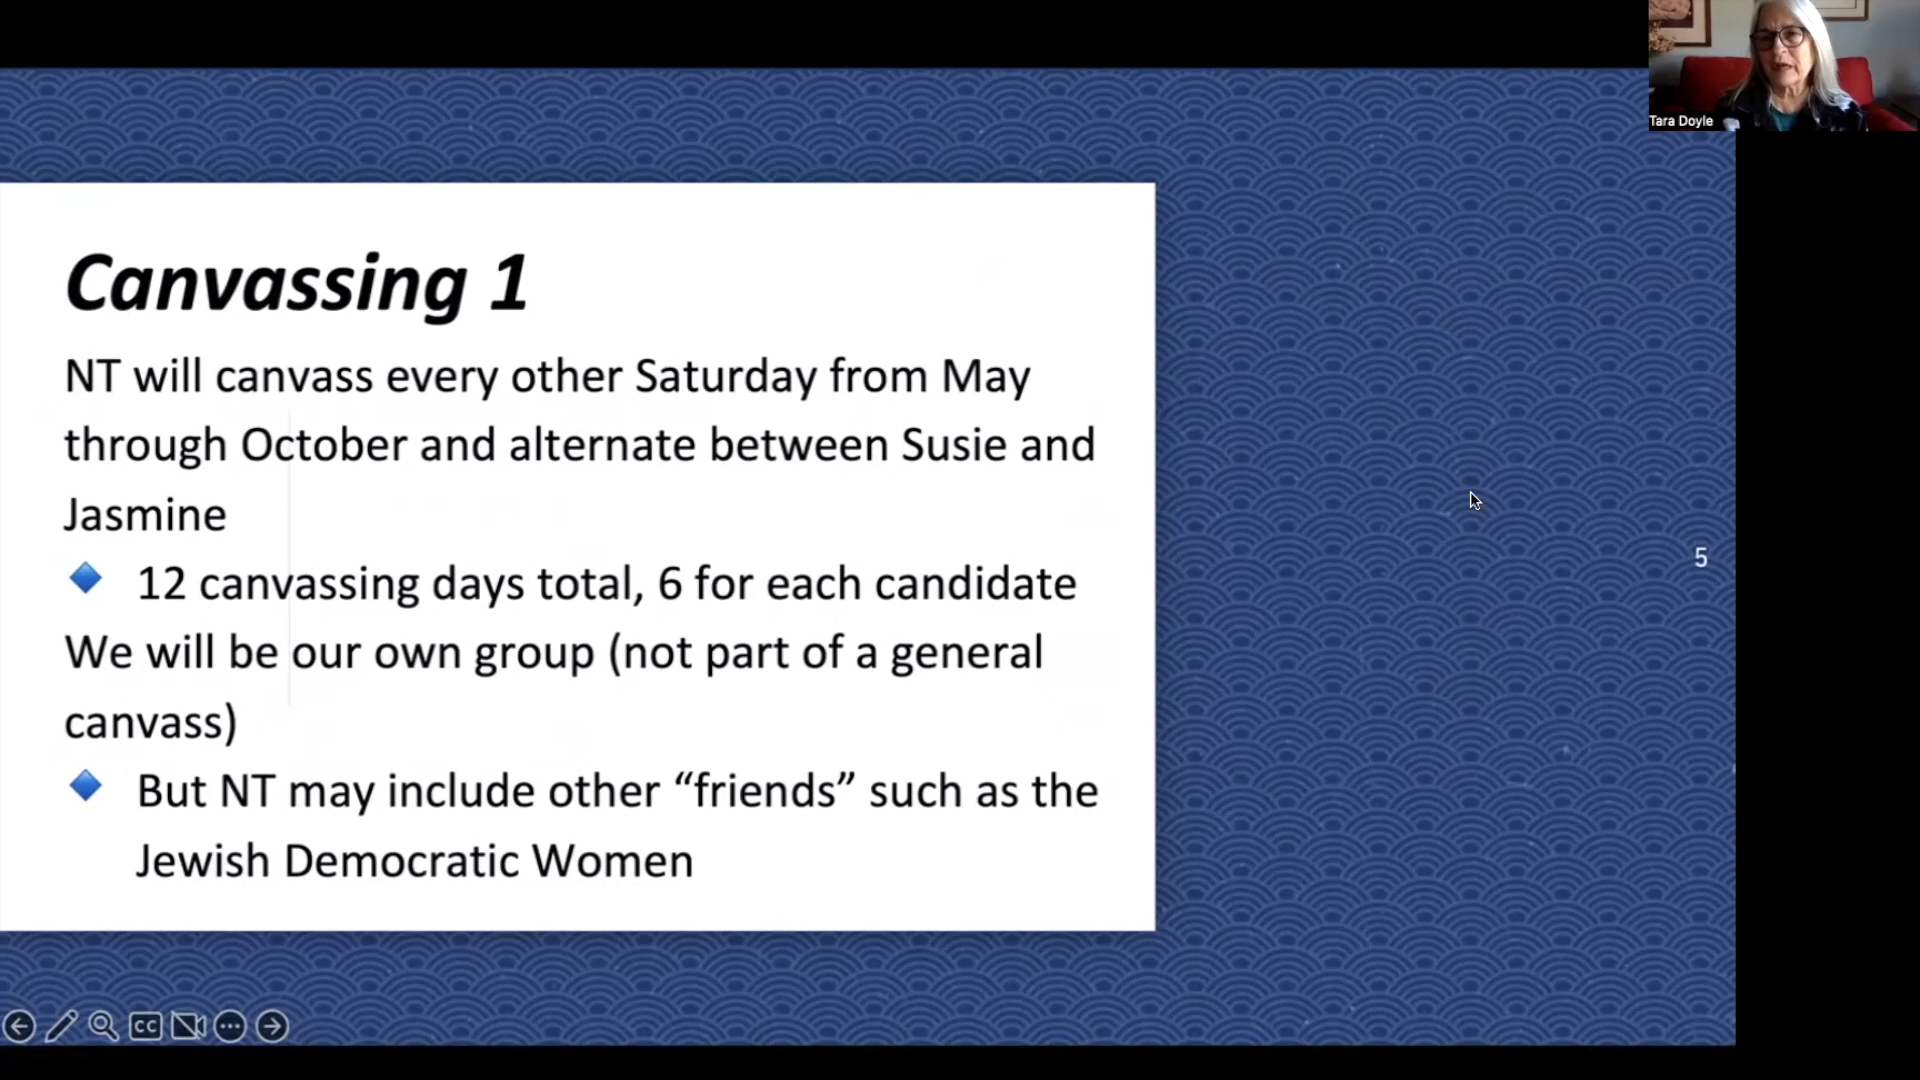 Tara Doyle
Canvassing 1
NT will canvass every other Saturday from May
through October and alternate between Susie and
Jasmine
12 canvassing days total, 6 for each candidate
We will be our own group (not part of a general
canvass)
But NT may include other “friends” such as the
Jewish Democratic Women
5
CC